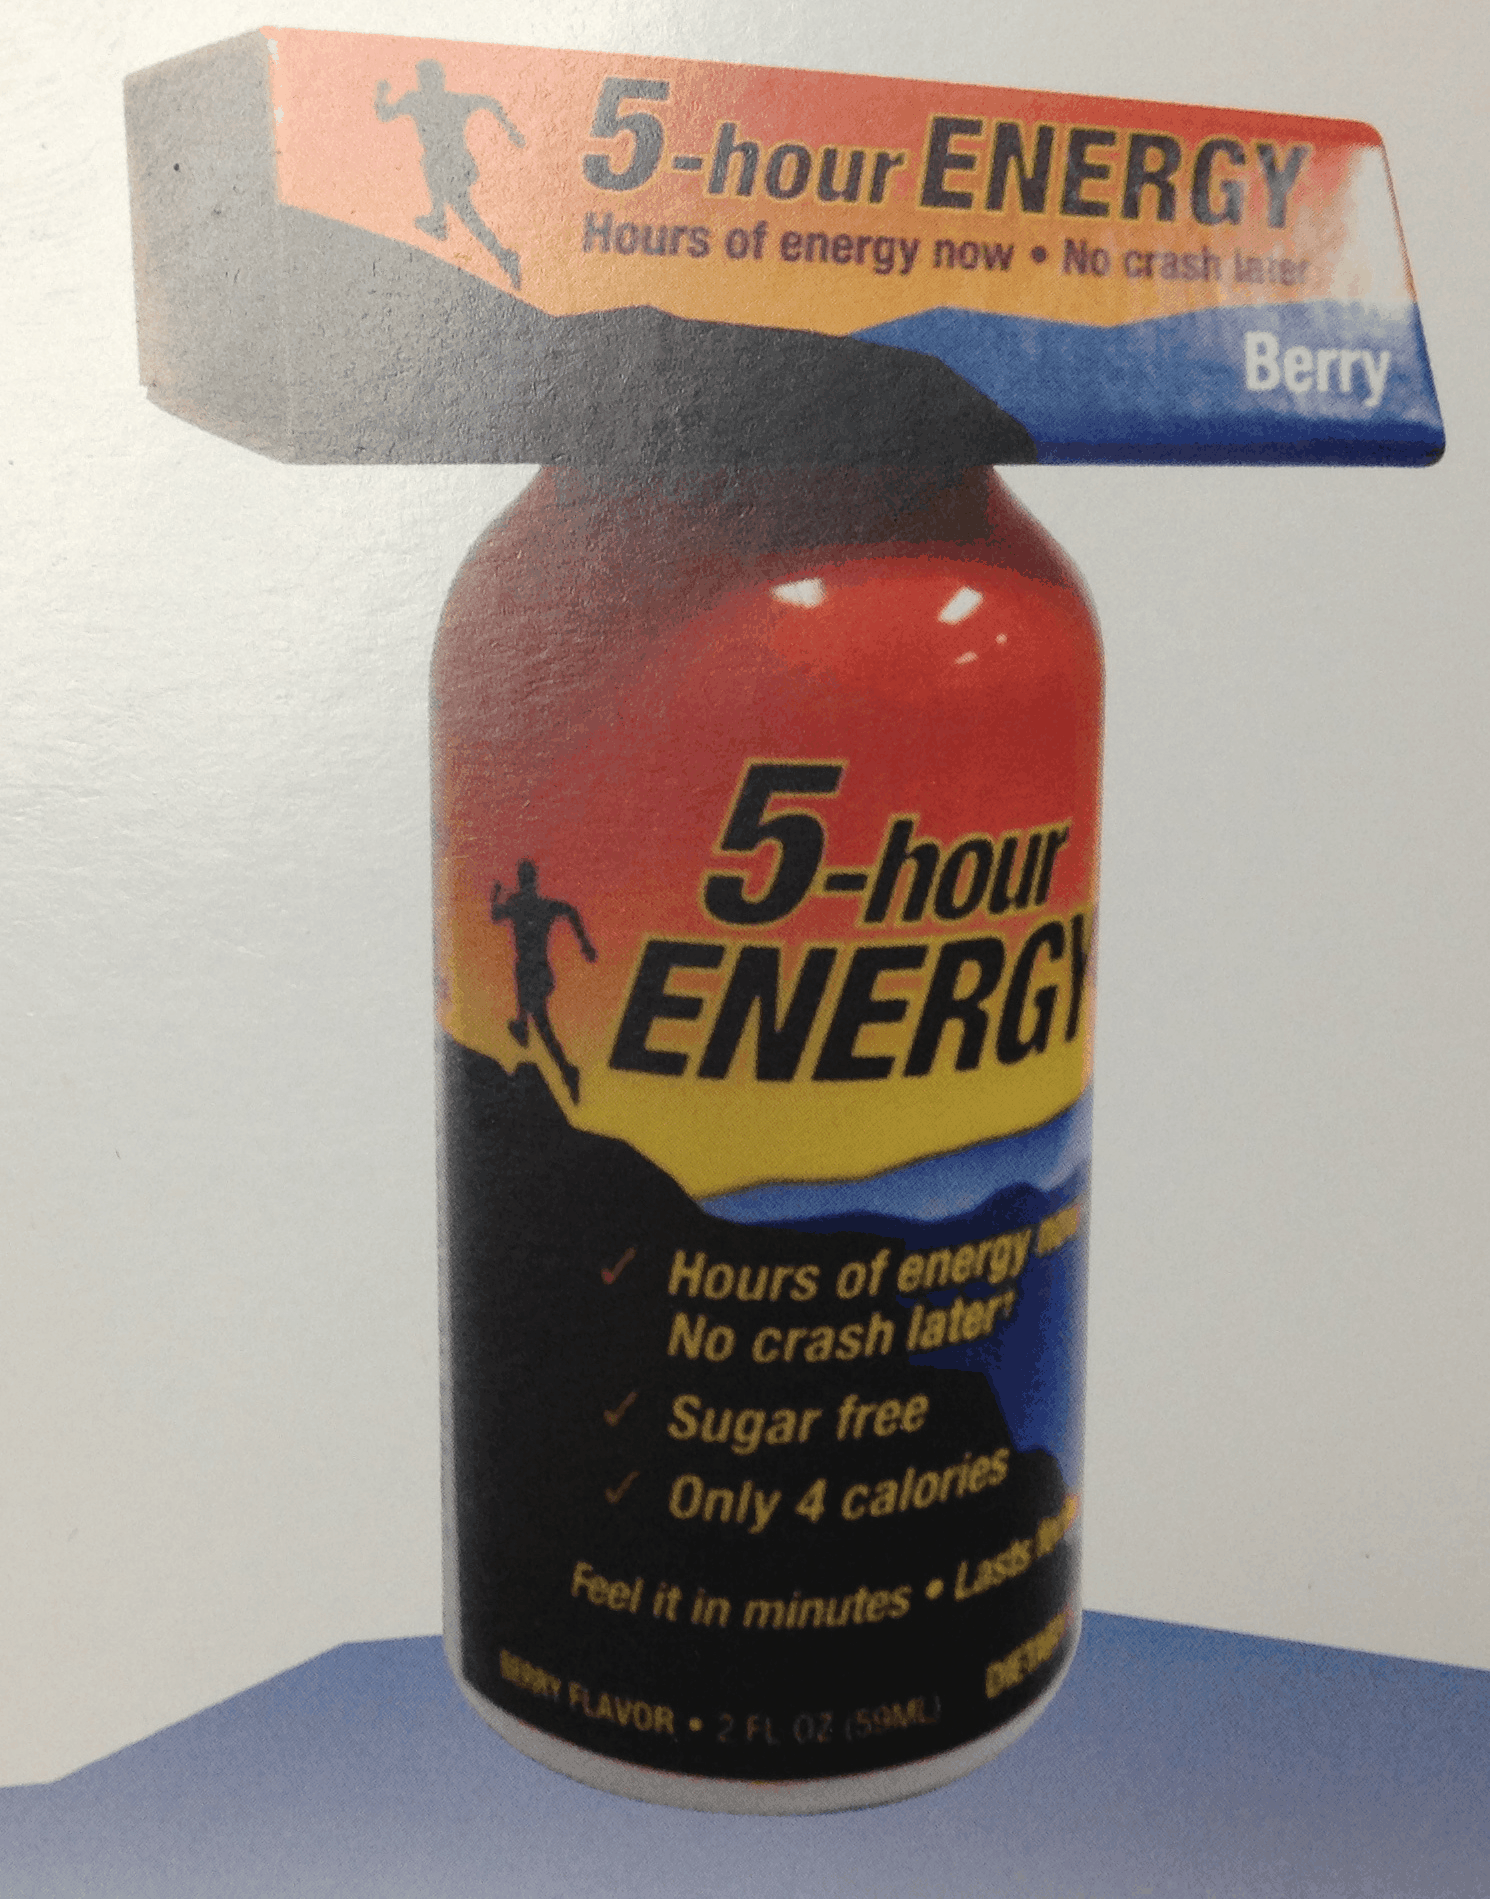 5-hour ENERGY
Hours of energy now • No crash later
Berry
5-hour
ENERGY
✓ Hours of energy now
No crash later†
✓ Sugar free
✓ Only 4 calories
Feel it in minutes • Lasts
BERRY FLAVOR • 2 FL OZ (59ML)